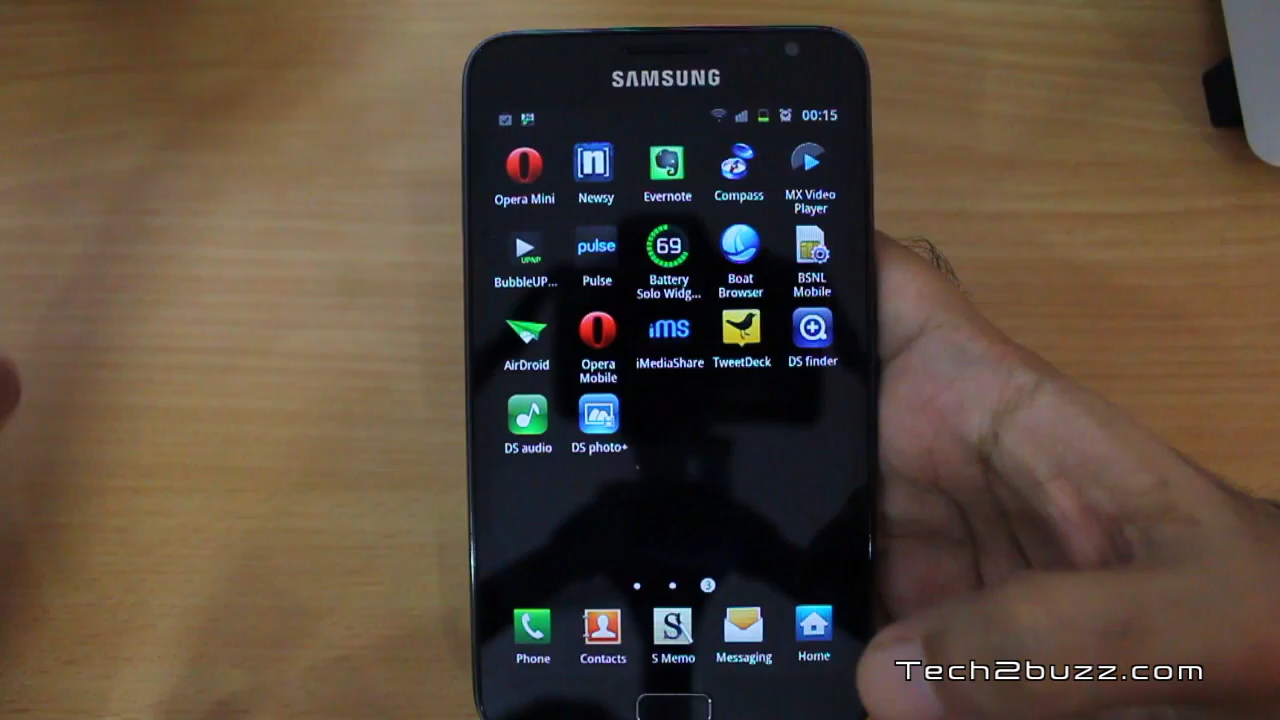 SAMSUNG
00:15
Opera Mini
Newsy
Evernote
Compass
MX Video
Player
n
UPNP
pulse
69
BubbleUP...
Pulse
Battery
Solo Widg...
Boat
Browser
BSNL
Mobile
iMS
AirDroid
Opera
Mobile
iMediaShare
TweetDeck
DS finder
DS audio
DS photo+
3
S
Phone
Contacts
S Memo
Messaging
Home
Tech2buzz.com